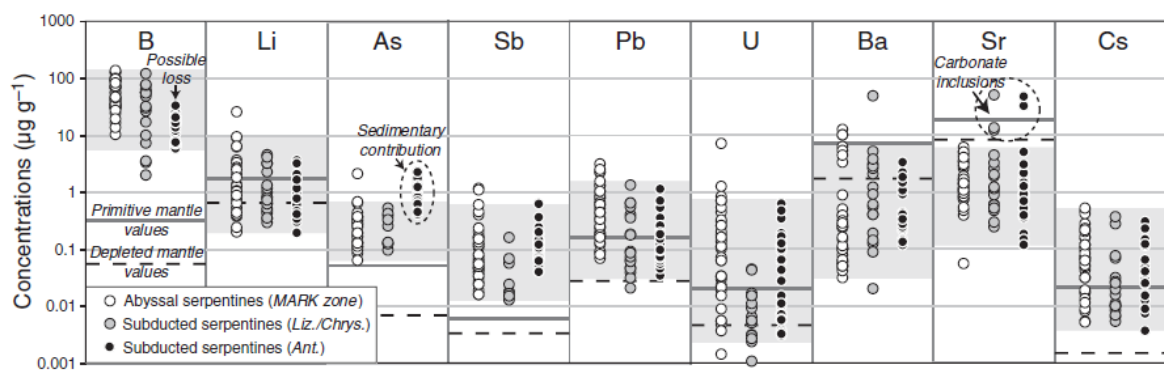 B Li As Sb Pb U Ba Sr Cs
Concentrations (µg g⁻¹)
1000
100
10
1
0.1
0.01
0.001
Possible
loss
Sedimentary
contribution
Carbonate
inclusions
Primitive mantle
values
Depleted mantle
values
Abyssal serpentines (MARK zone)
Subducted serpentines (Liz./Chrys.)
Subducted serpentines (Ant.)